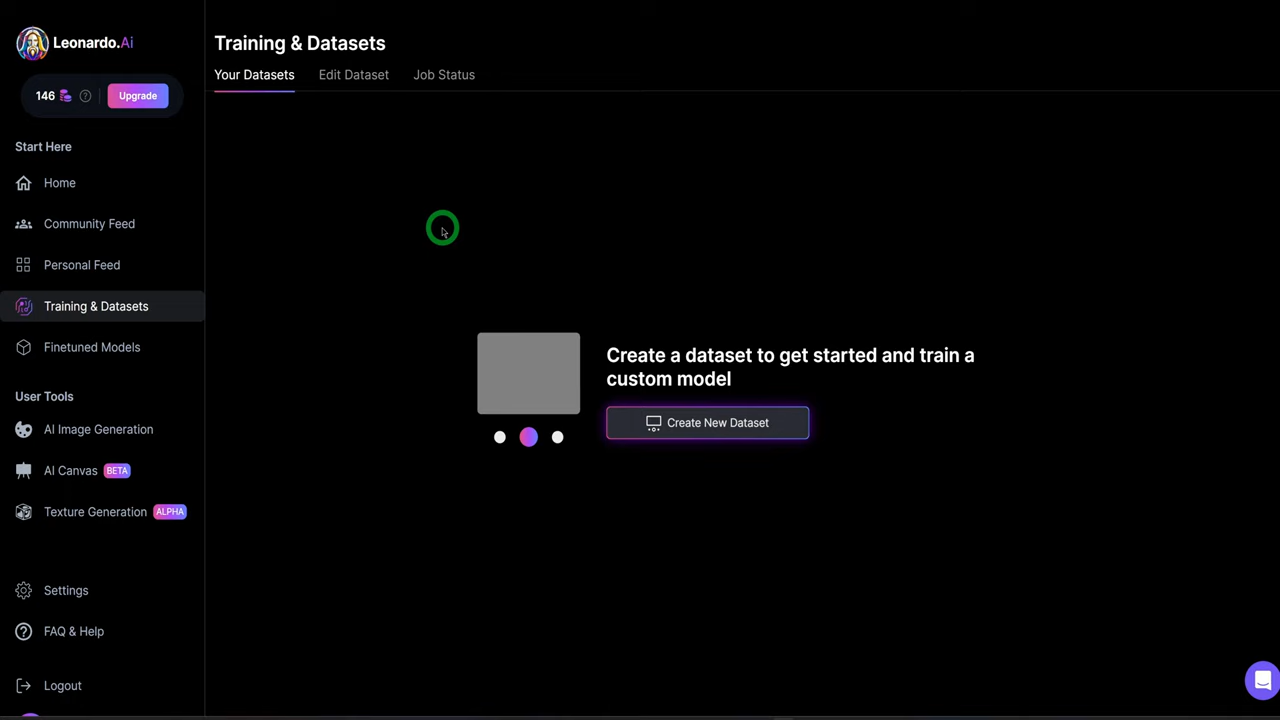 Leonardo.Ai
146
Upgrade
Start Here
Home
Community Feed
Personal Feed
Training & Datasets
Finetuned Models
User Tools
AI Image Generation
AI Canvas BETA
Texture Generation ALPHA
Settings
FAQ & Help
Logout
Training & Datasets
Your Datasets Edit Dataset Job Status
Create a dataset to get started and train a
custom model
Create New Dataset